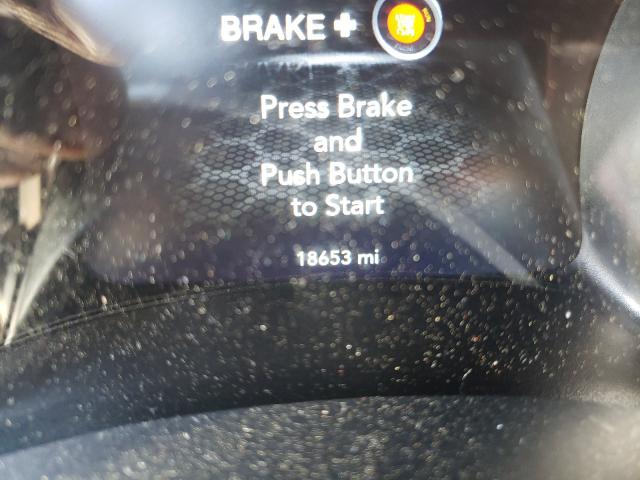 BRAKE +
Press Brake
and
Push Button
to Start
18653 mi